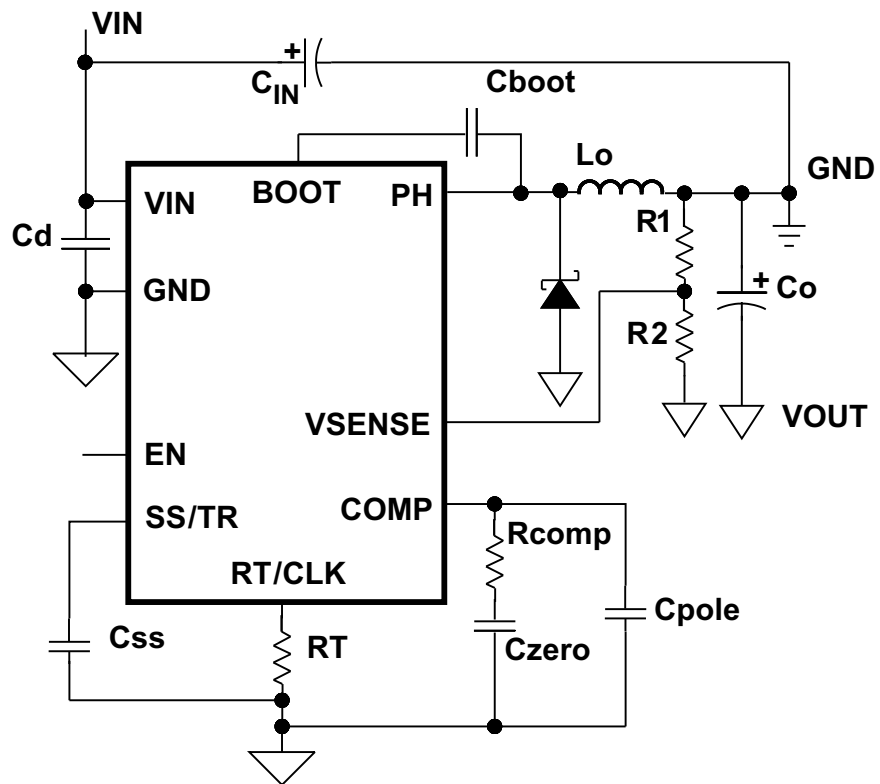 VIN
+
CIN
Cboot
Lo
GND
BOOT
PH
VIN
R1
Cd
GND
+
Co
R2
VSENSE
VOUT
EN
SS/TR
COMP
Rcomp
RT/CLK
Cpole
Css
RT
Czero